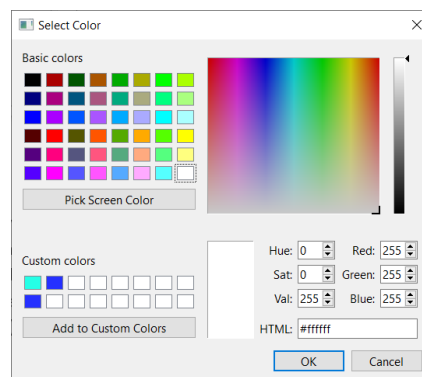 Select Color
Basic colors
Pick Screen Color
Custom colors
Add to Custom Colors
Hue: 0 Red: 255
Sat: 0 Green: 255
Val: 255 Blue: 255
HTML: #ffffff
OK Cancel